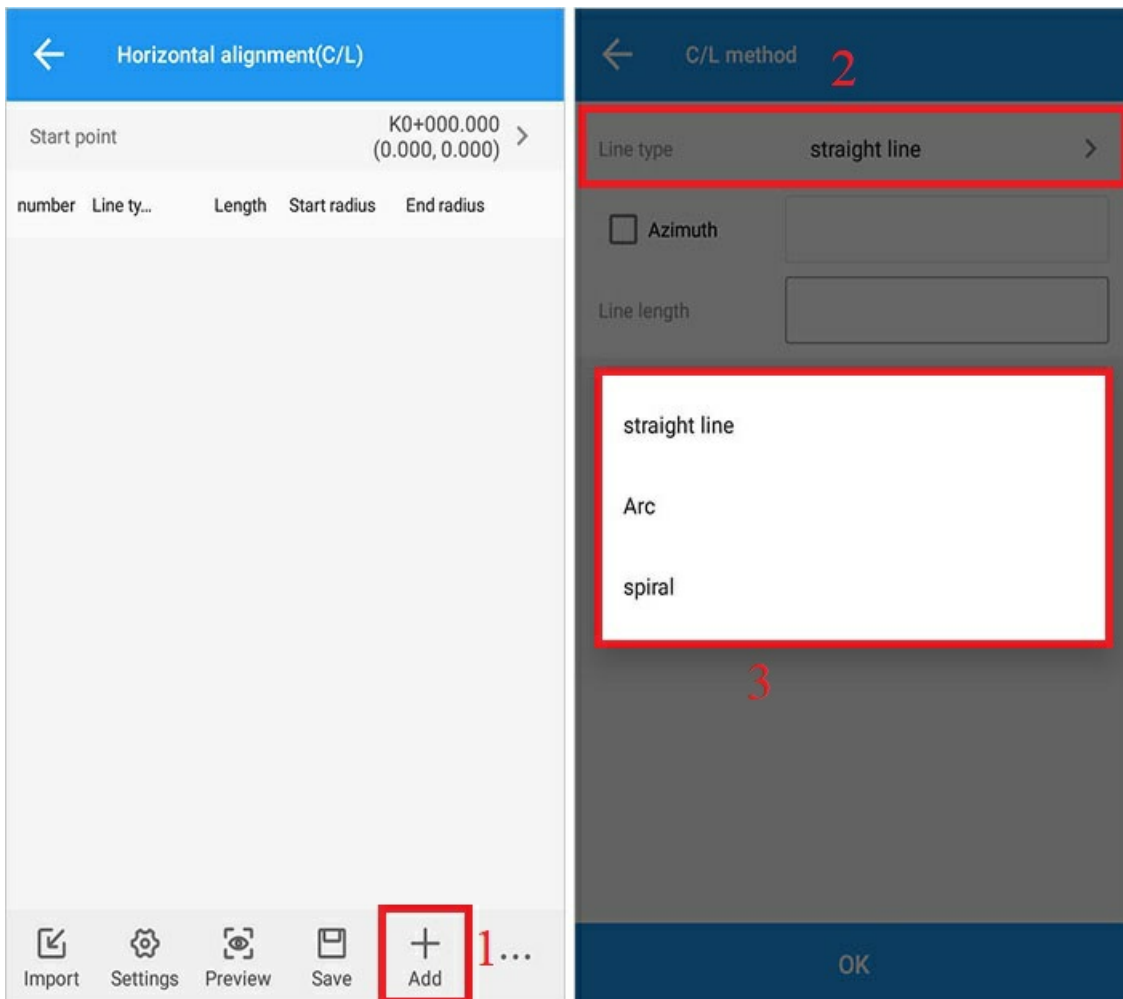 Horizontal alignment(C/L)
Start point
K0+000.000
(0.000, 0.000)
number Line ty... Length Start radius End radius
Import Settings Preview Save Add 1 ...
C/L method 2
Line type straight line
Azimuth
Line length
straight line
Arc
spiral
3
OK